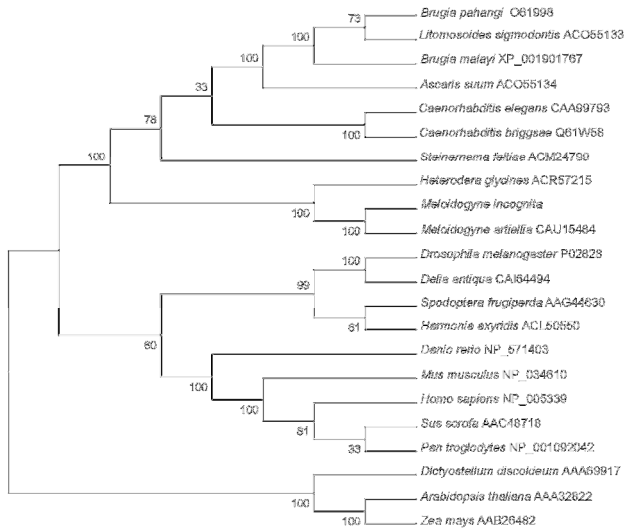 Brugia pahangi O61998
73
Litomosoides sigmodontis ACO55133
100
Brugia malayi XP_001901767
100
Ascaris suum ACO55134
33
Caenorhabditis elegans CAA99793
100
Caenorhabditis briggsae Q61W58
78
Steinernema feltiae ACM24799
100
Heterodera glycines ACR57215
100
Meloidogyne incognita
100
Meloidogyne artiellia CAU15484
Drosophila melanogaster P02828
100
Delia antiqua CAI64494
99
Spodoptera frugiperda AAG44630
61
Harmonia axyridis ACL50550
60
Danio rerio NP_571403
100
Mus musculus NP_034610
100
Homo sapiens NP_005339
81
Sus scrofa AAC48718
33
Pan troglodytes NP_001092042
Dictyostelium discoideum AAA69917
100
Arabidopsis thaliana AAA32822
100
Zea mays AAB26482